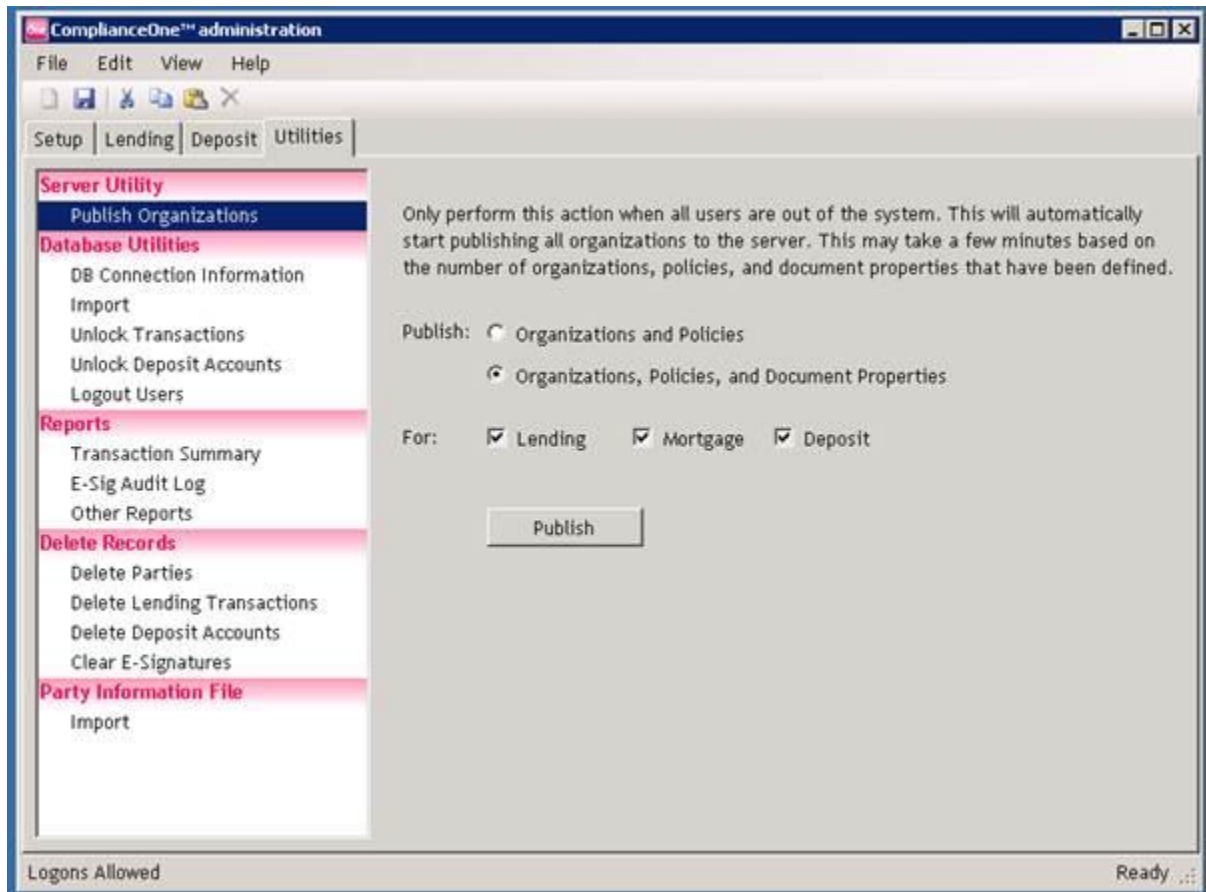 ComplianceOne™ administration
File Edit View Help
Setup Lending Deposit Utilities
Server Utility
Publish Organizations
Database Utilities
DB Connection Information
Import
Unlock Transactions
Unlock Deposit Accounts
Logout Users
Reports
Transaction Summary
E-Sig Audit Log
Other Reports
Delete Records
Delete Parties
Delete Lending Transactions
Delete Deposit Accounts
Clear E-Signatures
Party Information File
Import
Only perform this action when all users are out of the system. This will automatically
start publishing all organizations to the server. This may take a few minutes based on
the number of organizations, policies, and document properties that have been defined.
Publish: Organizations and Policies
Organizations, Policies, and Document Properties
For: Lending Mortgage Deposit
Publish
Logons Allowed Ready